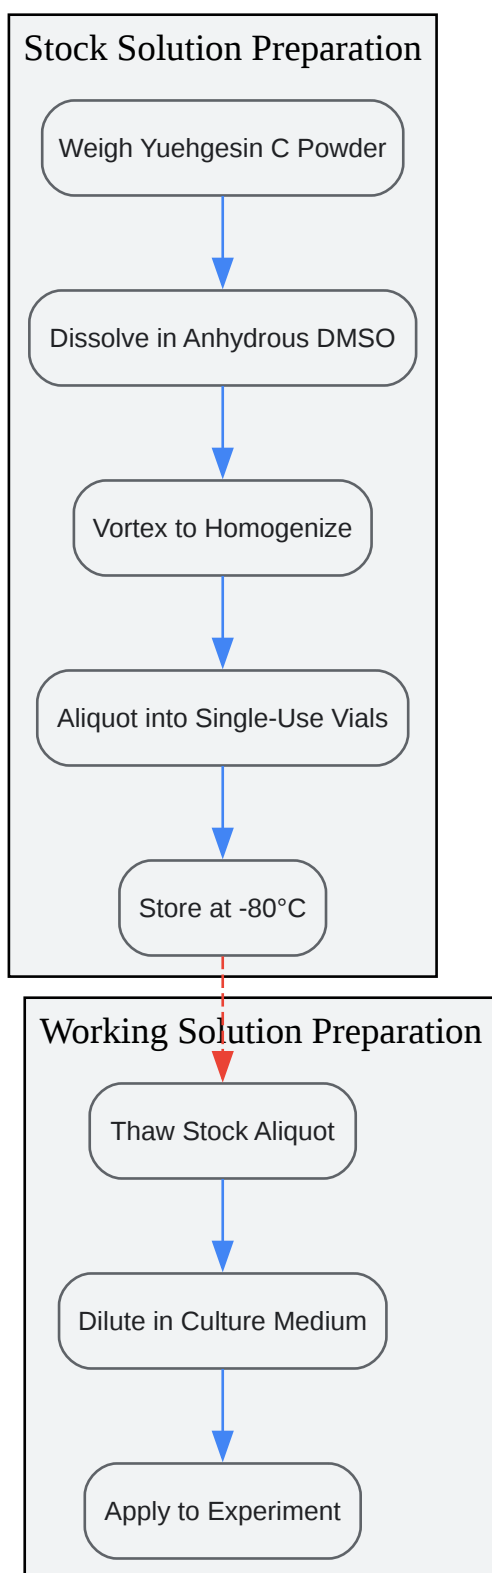 Stock Solution Preparation
Weigh Yuehgesin C Powder
Dissolve in Anhydrous DMSO
Vortex to Homogenize
Aliquot into Single-Use Vials
Store at -80°C
Working Solution Preparation
Thaw Stock Aliquot
Dilute in Culture Medium
Apply to Experiment